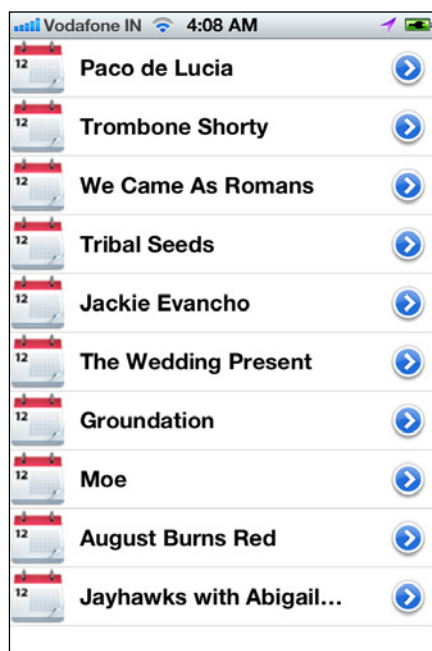 Vodafone IN 4:08 AM
12 Paco de Lucia
12 Trombone Shorty
12 We Came As Romans
12 Tribal Seeds
12 Jackie Evancho
12 The Wedding Present
12 Groundation
12 Moe
12 August Burns Red
12 Jayhawks with Abigail...